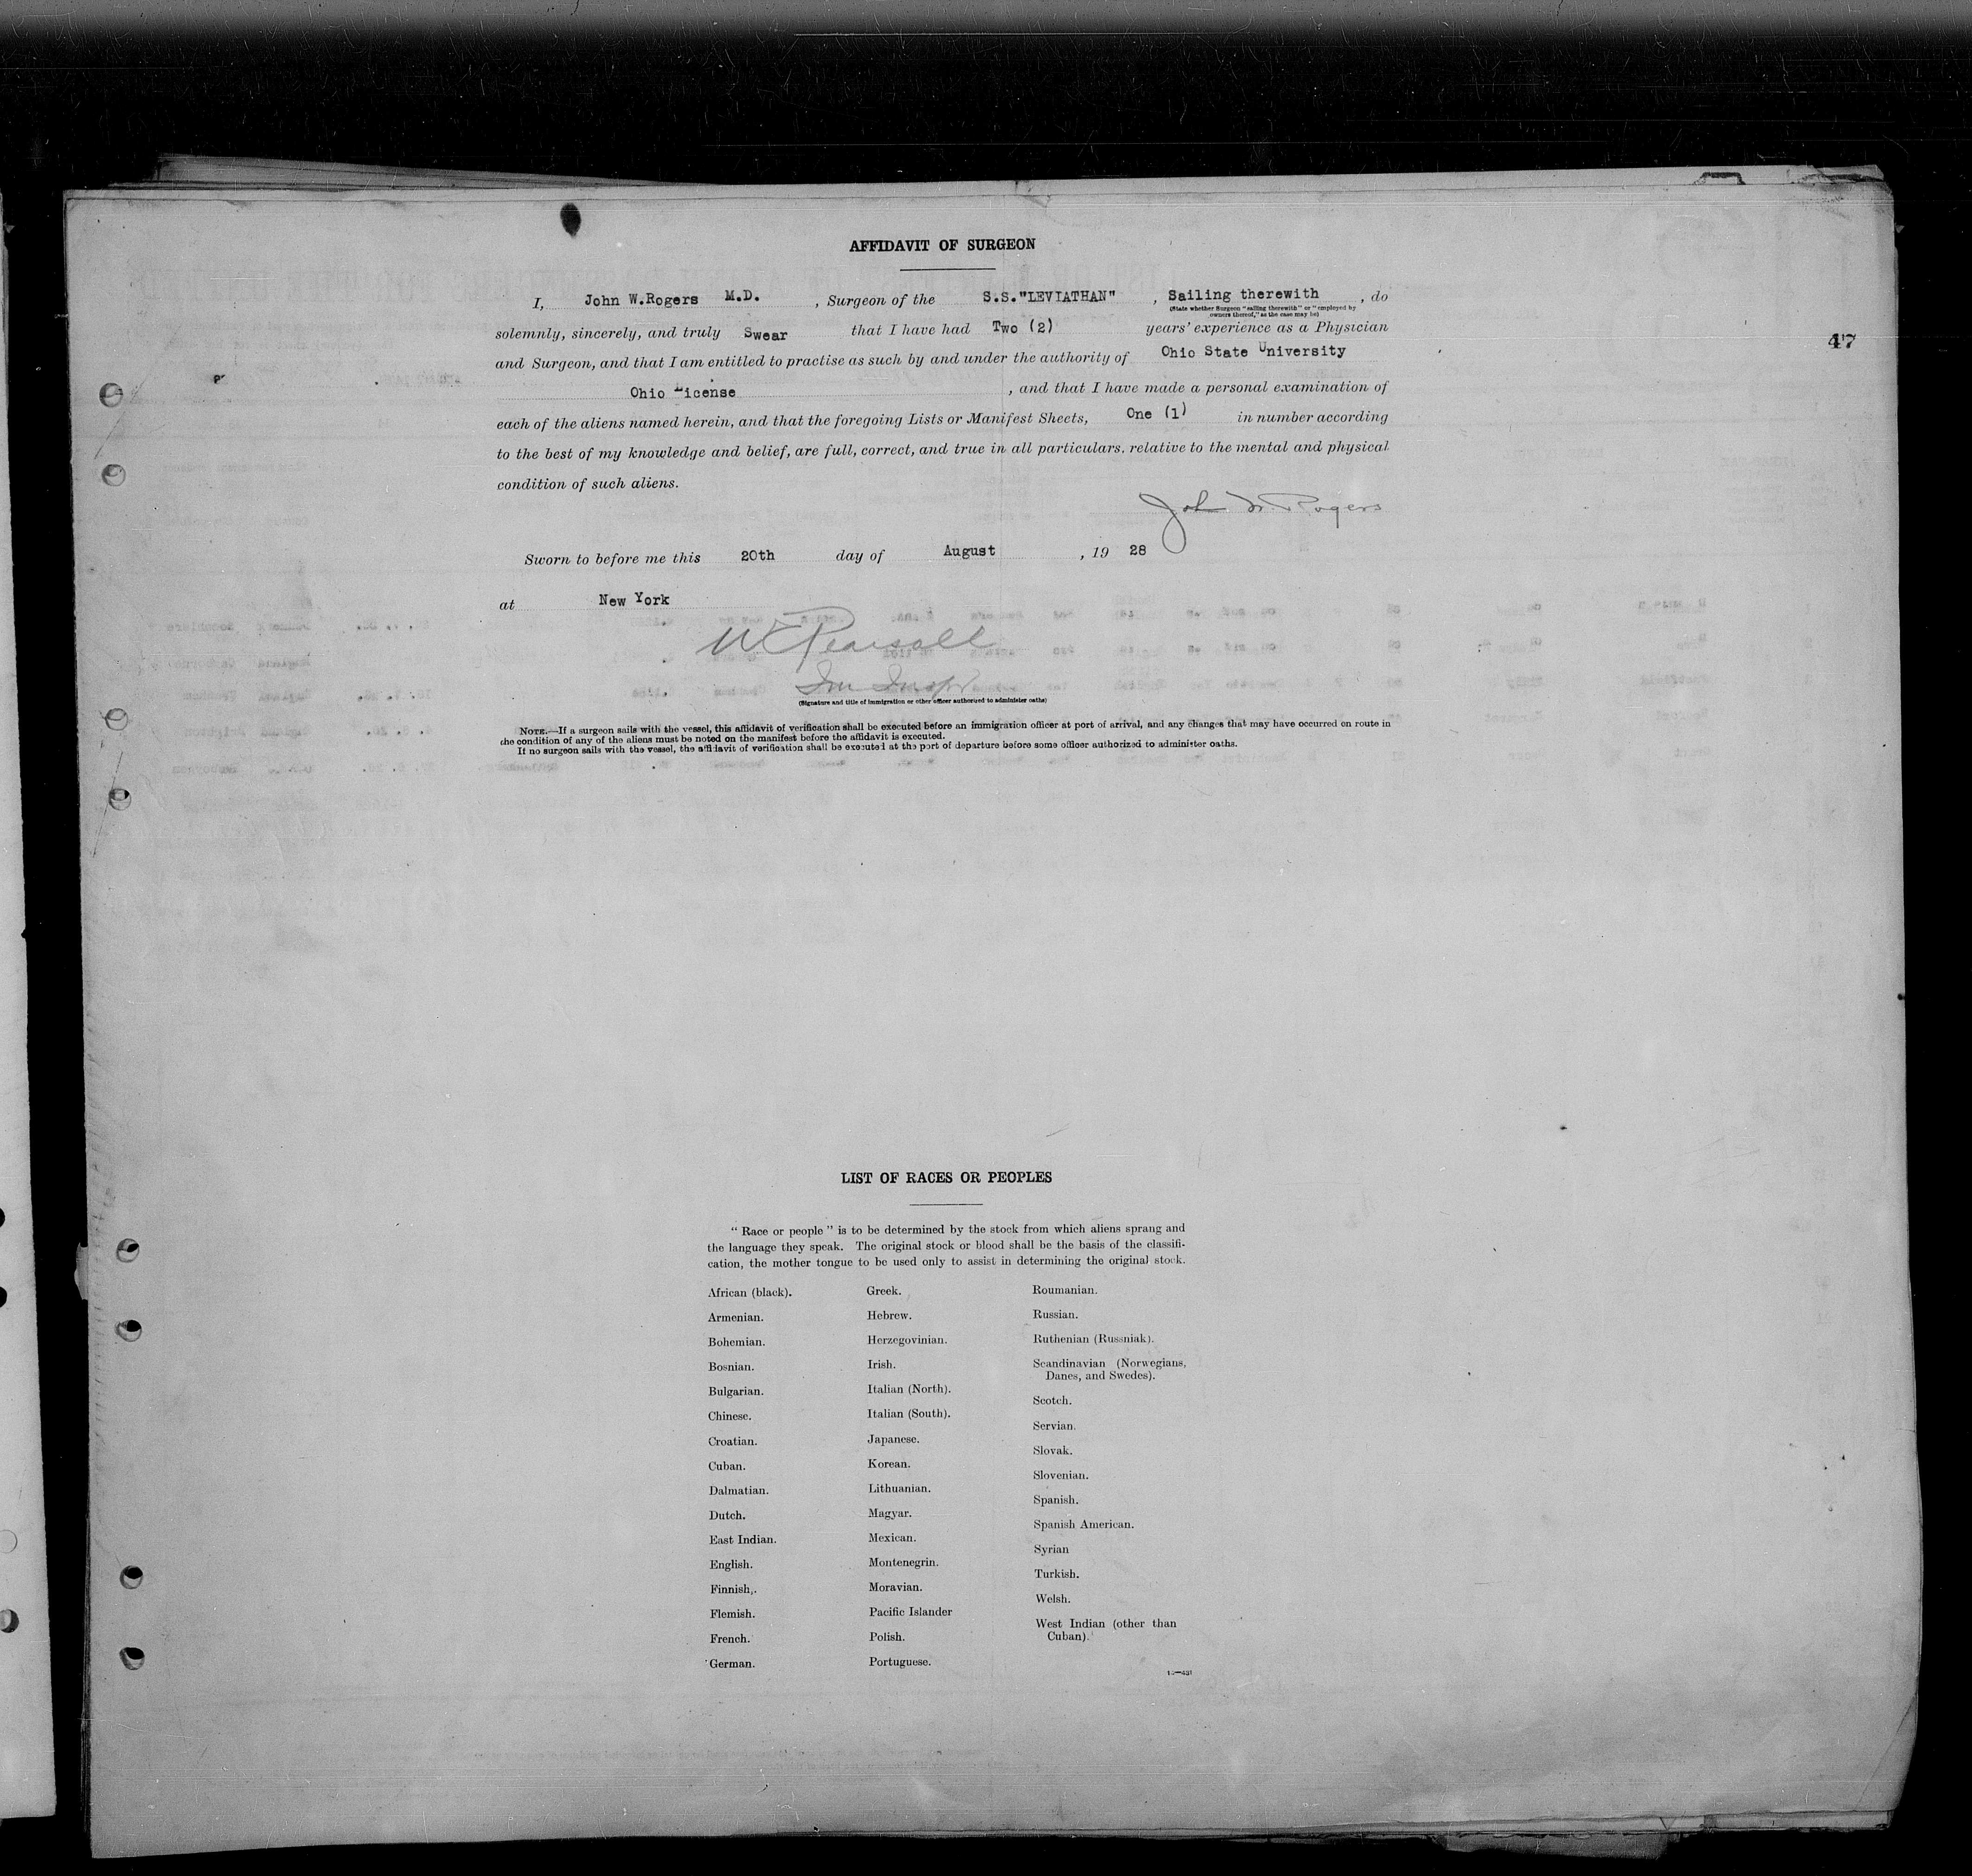 AFFIDAVIT OF SURGEON
I, John W.Rogers M.D. , Surgeon of the S.S."LEVIATHAN" , Sailing therewith , do
(State whether Surgeon "sailing therewith" or "employed by
owners thereof," as the case may be)
solemnly, sincerely, and truly Swear that I have had Two (2) years' experience as a Physician
47
and Surgeon, and that I am entitled to practise as such by and under the authority of Ohio State University
Ohio License , and that I have made a personal examination of
each of the aliens named herein, and that the foregoing Lists or Manifest Sheets, One (1) in number according
to the best of my knowledge and belief, are full, correct, and true in all particulars. relative to the mental and physical
condition of such aliens.
John W. Rogers
Sworn to before me this 20th day of August , 19 28
at New York
W E Pearsall
Im Inspr
(Signature and title of immigration or other officer authorized to administer oaths)
NOTE.—If a surgeon sails with the vessel, this affidavit of verification shall be executed before an immigration officer at port of arrival, and any changes that may have occurred on route in
the condition of any of the aliens must be noted on the manifest before the affidavit is executed.
If no surgeon sails with the vessel, the affidavit of verification shall be executed at the port of departure before some officer authorized to administer oaths.
LIST OF RACES OR PEOPLES
" Race or people " is to be determined by the stock from which aliens sprang and
the language they speak. The original stock or blood shall be the basis of the classifi-
cation, the mother tongue to be used only to assist in determining the original stock.
African (black).
Armenian.
Bohemian.
Bosnian.
Bulgarian.
Chinese.
Croatian.
Cuban.
Dalmatian.
Dutch.
East Indian.
English.
Finnish.
Flemish.
French.
German.
Greek.
Hebrew.
Herzegovinian.
Irish.
Italian (North).
Italian (South).
Japanese.
Korean.
Lithuanian.
Magyar.
Mexican.
Montenegrin.
Moravian.
Pacific Islander
Polish.
Portuguese.
Roumanian.
Russian.
Ruthenian (Russniak).
Scandinavian (Norwegians,
Danes, and Swedes).
Scotch.
Servian.
Slovak.
Slovenian.
Spanish.
Spanish American.
Syrian
Turkish.
Welsh.
West Indian (other than
Cuban).